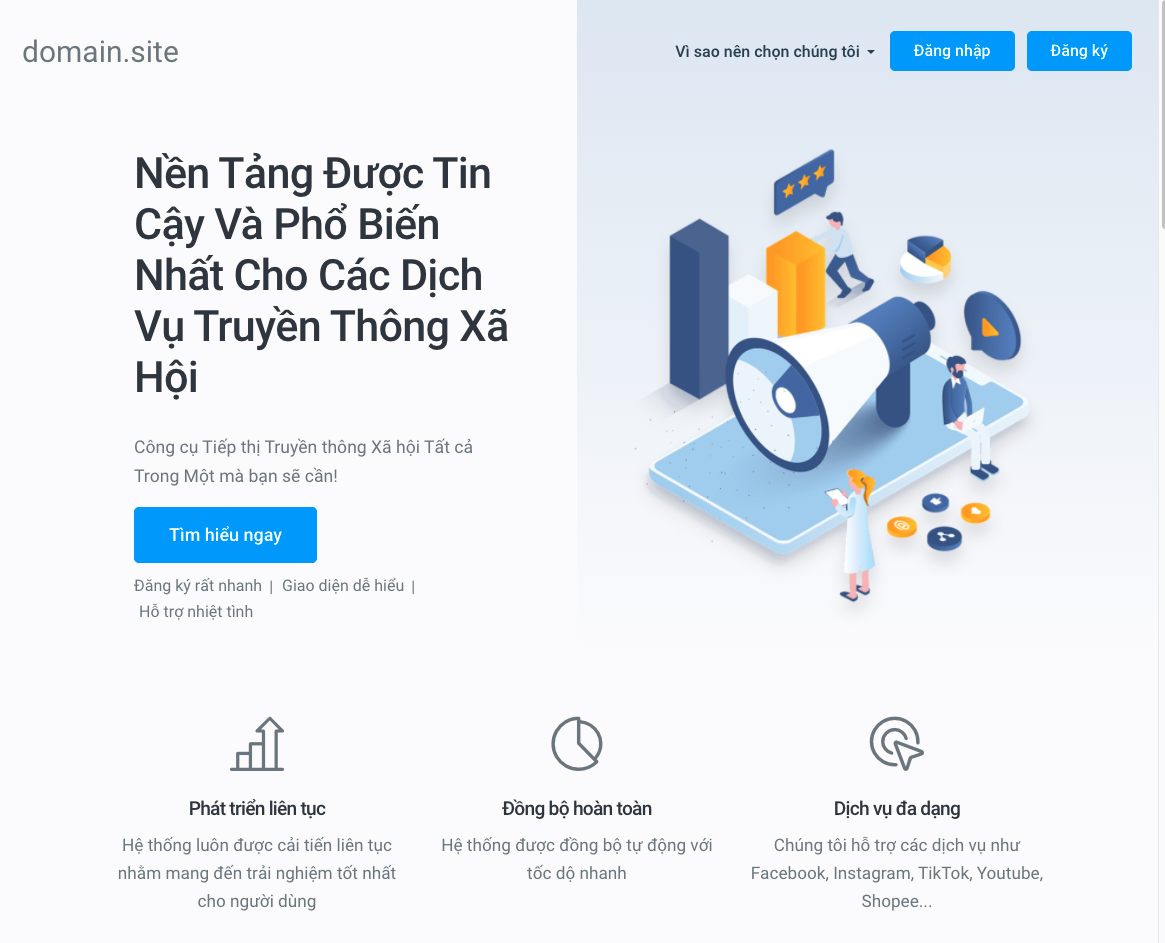 domain.site
Vì sao nên chọn chúng tôi
Đăng nhập
Đăng ký
Nền Tảng Được Tin
Cậy Và Phổ Biến
Nhất Cho Các Dịch
Vụ Truyền Thông Xã
Hội
Công cụ Tiếp thị Truyền thông Xã hội Tất cả
Trong Một mà bạn sẽ cần!
Tìm hiểu ngay
Đăng ký rất nhanh | Giao diện dễ hiểu |
Hỗ trợ nhiệt tình
Phát triển liên tục
Hệ thống luôn được cải tiến liên tục
nhằm mang đến trải nghiệm tốt nhất
cho người dùng
Đồng bộ hoàn toàn
Hệ thống được đồng bộ tự động với
tốc dộ nhanh
Dịch vụ đa dạng
Chúng tôi hỗ trợ các dịch vụ như
Facebook, Instagram, TikTok, Youtube,
Shopee...